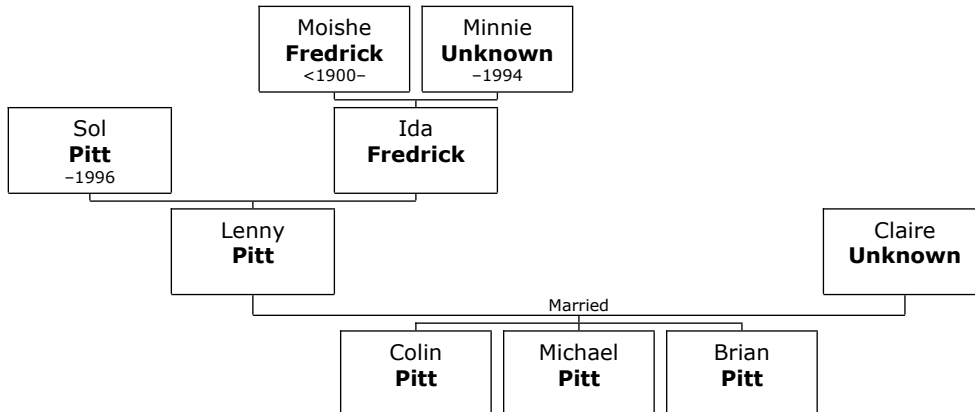 Moishe
Fredrick
<1900–
Minnie
Unknown
–1994
Sol
Pitt
–1996
Ida
Fredrick
Lenny
Pitt
Claire
Unknown
Married
Colin
Pitt
Michael
Pitt
Brian
Pitt